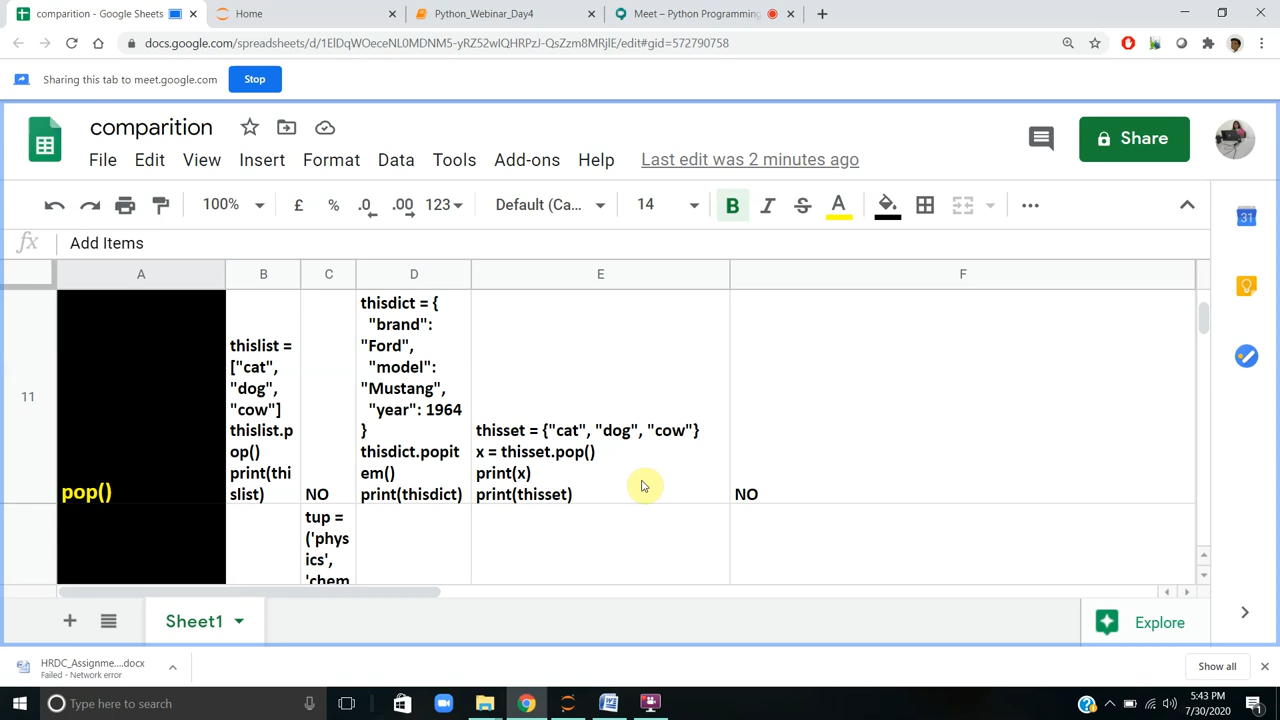 comparition - Google Sheets
Home
Python_Webinar_Day4
Meet – Python Programming
docs.google.com/spreadsheets/d/1ElDqWOeceNL0MDNM5-yRZ52wIQHRPzJ-QsZzm8MRjlE/edit#gid=572790758
Sharing this tab to meet.google.com
Stop
comparition
Share
File Edit View Insert Format Data Tools Add-ons Help Last edit was 2 minutes ago
100% £ % .0 .00 123 Default (Ca... 14 B I S A
fx Add Items
A B C D E F
11
pop()
thislist =
["cat",
"dog",
"cow"]
thislist.p
op()
print(thi
slist)
NO
thisdict = {
"brand":
"Ford",
"model":
"Mustang",
"year": 1964
}
thisdict.popit
em()
print(thisdict)
thisset = {"cat", "dog", "cow"}
x = thisset.pop()
print(x)
print(thisset)
NO
tup =
('phys
ics',
'chem
31
Sheet1
Explore
HRDC_Assignme....docx
Failed - Network error
Show all
Type here to search
5:43 PM
7/30/2020
1